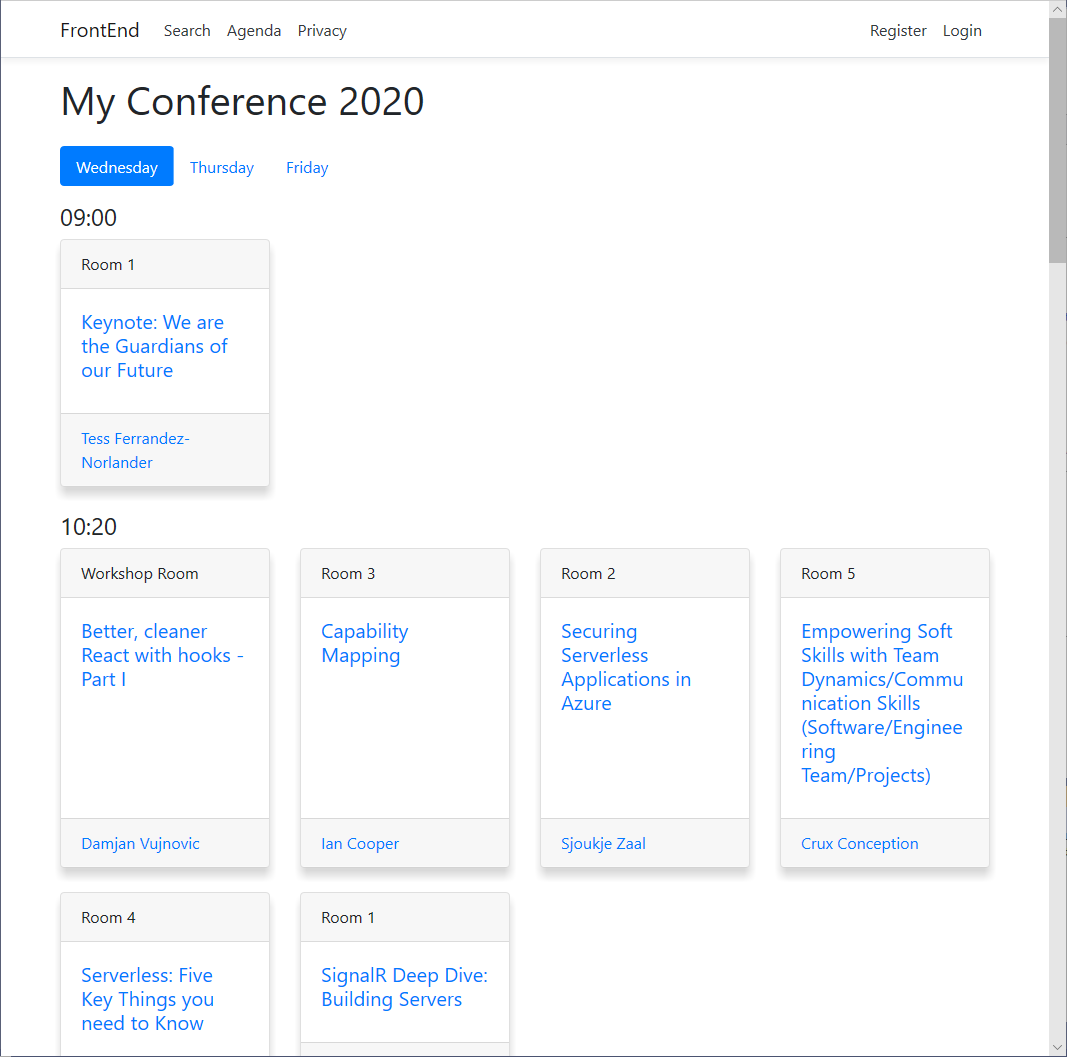 FrontEnd Search Agenda Privacy Register Login
My Conference 2020
Wednesday Thursday Friday
09:00
Room 1
Keynote: We are
the Guardians of
our Future
Tess Ferrandez-
Norlander
10:20
Workshop Room
Better, cleaner
React with hooks -
Part I
Damjan Vujnovic
Room 3
Capability
Mapping
Ian Cooper
Room 2
Securing
Serverless
Applications in
Azure
Sjoukje Zaal
Room 5
Empowering Soft
Skills with Team
Dynamics/Commu
nication Skills
(Software/Enginee
ring
Team/Projects)
Crux Conception
Room 4
Serverless: Five
Key Things you
need to Know
Room 1
SignalR Deep Dive:
Building Servers